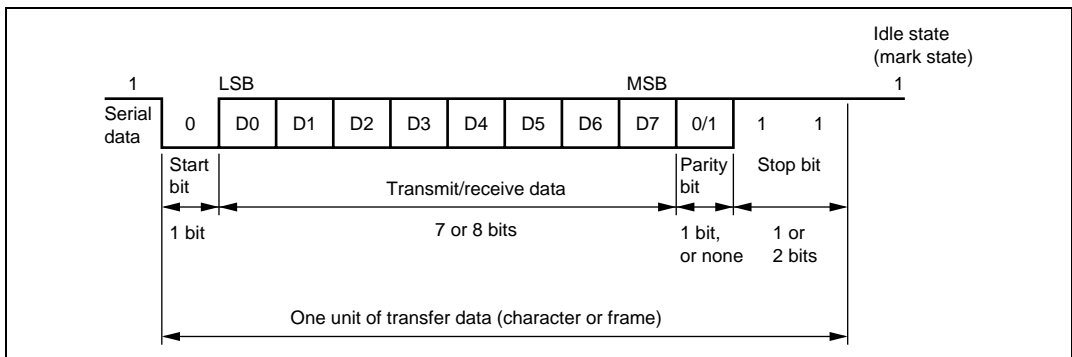 Idle state
(mark state)
1 LSB MSB 1
Serial
data
0 D0 D1 D2 D3 D4 D5 D6 D7 0/1 1 1
Start
bit
Transmit/receive data
Parity
bit
Stop bit
1 bit
7 or 8 bits
1 bit,
or none
1 or
2 bits
One unit of transfer data (character or frame)